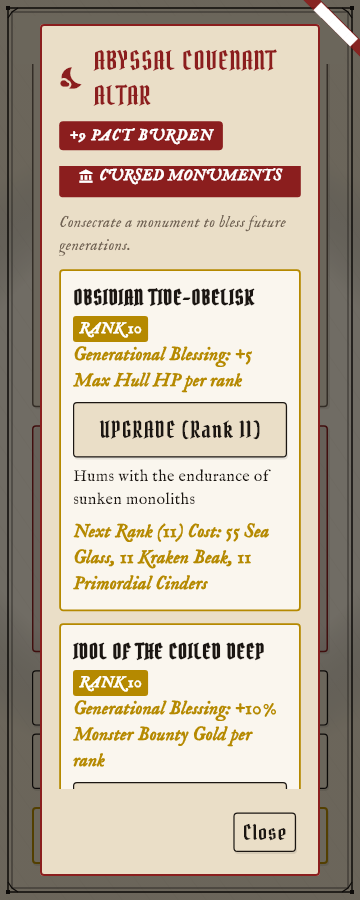 ABYSSAL COVENANT
ALTAR
+9 PACT BURDEN
CURSED MONUMENTS
Consecrate a monument to bless future
generations.
OBSIDIAN TIDE-OBELISK
RANK 10
Generational Blessing: +5
Max Hull HP per rank
UPGRADE (Rank 11)
Hums with the endurance of
sunken monoliths
Next Rank (11) Cost: 55 Sea
Glass, 11 Kraken Beak, 11
Primordial Cinders
IDOL OF THE COILED DEEP
RANK 10
Generational Blessing: +10%
Monster Bounty Gold per
rank
Close